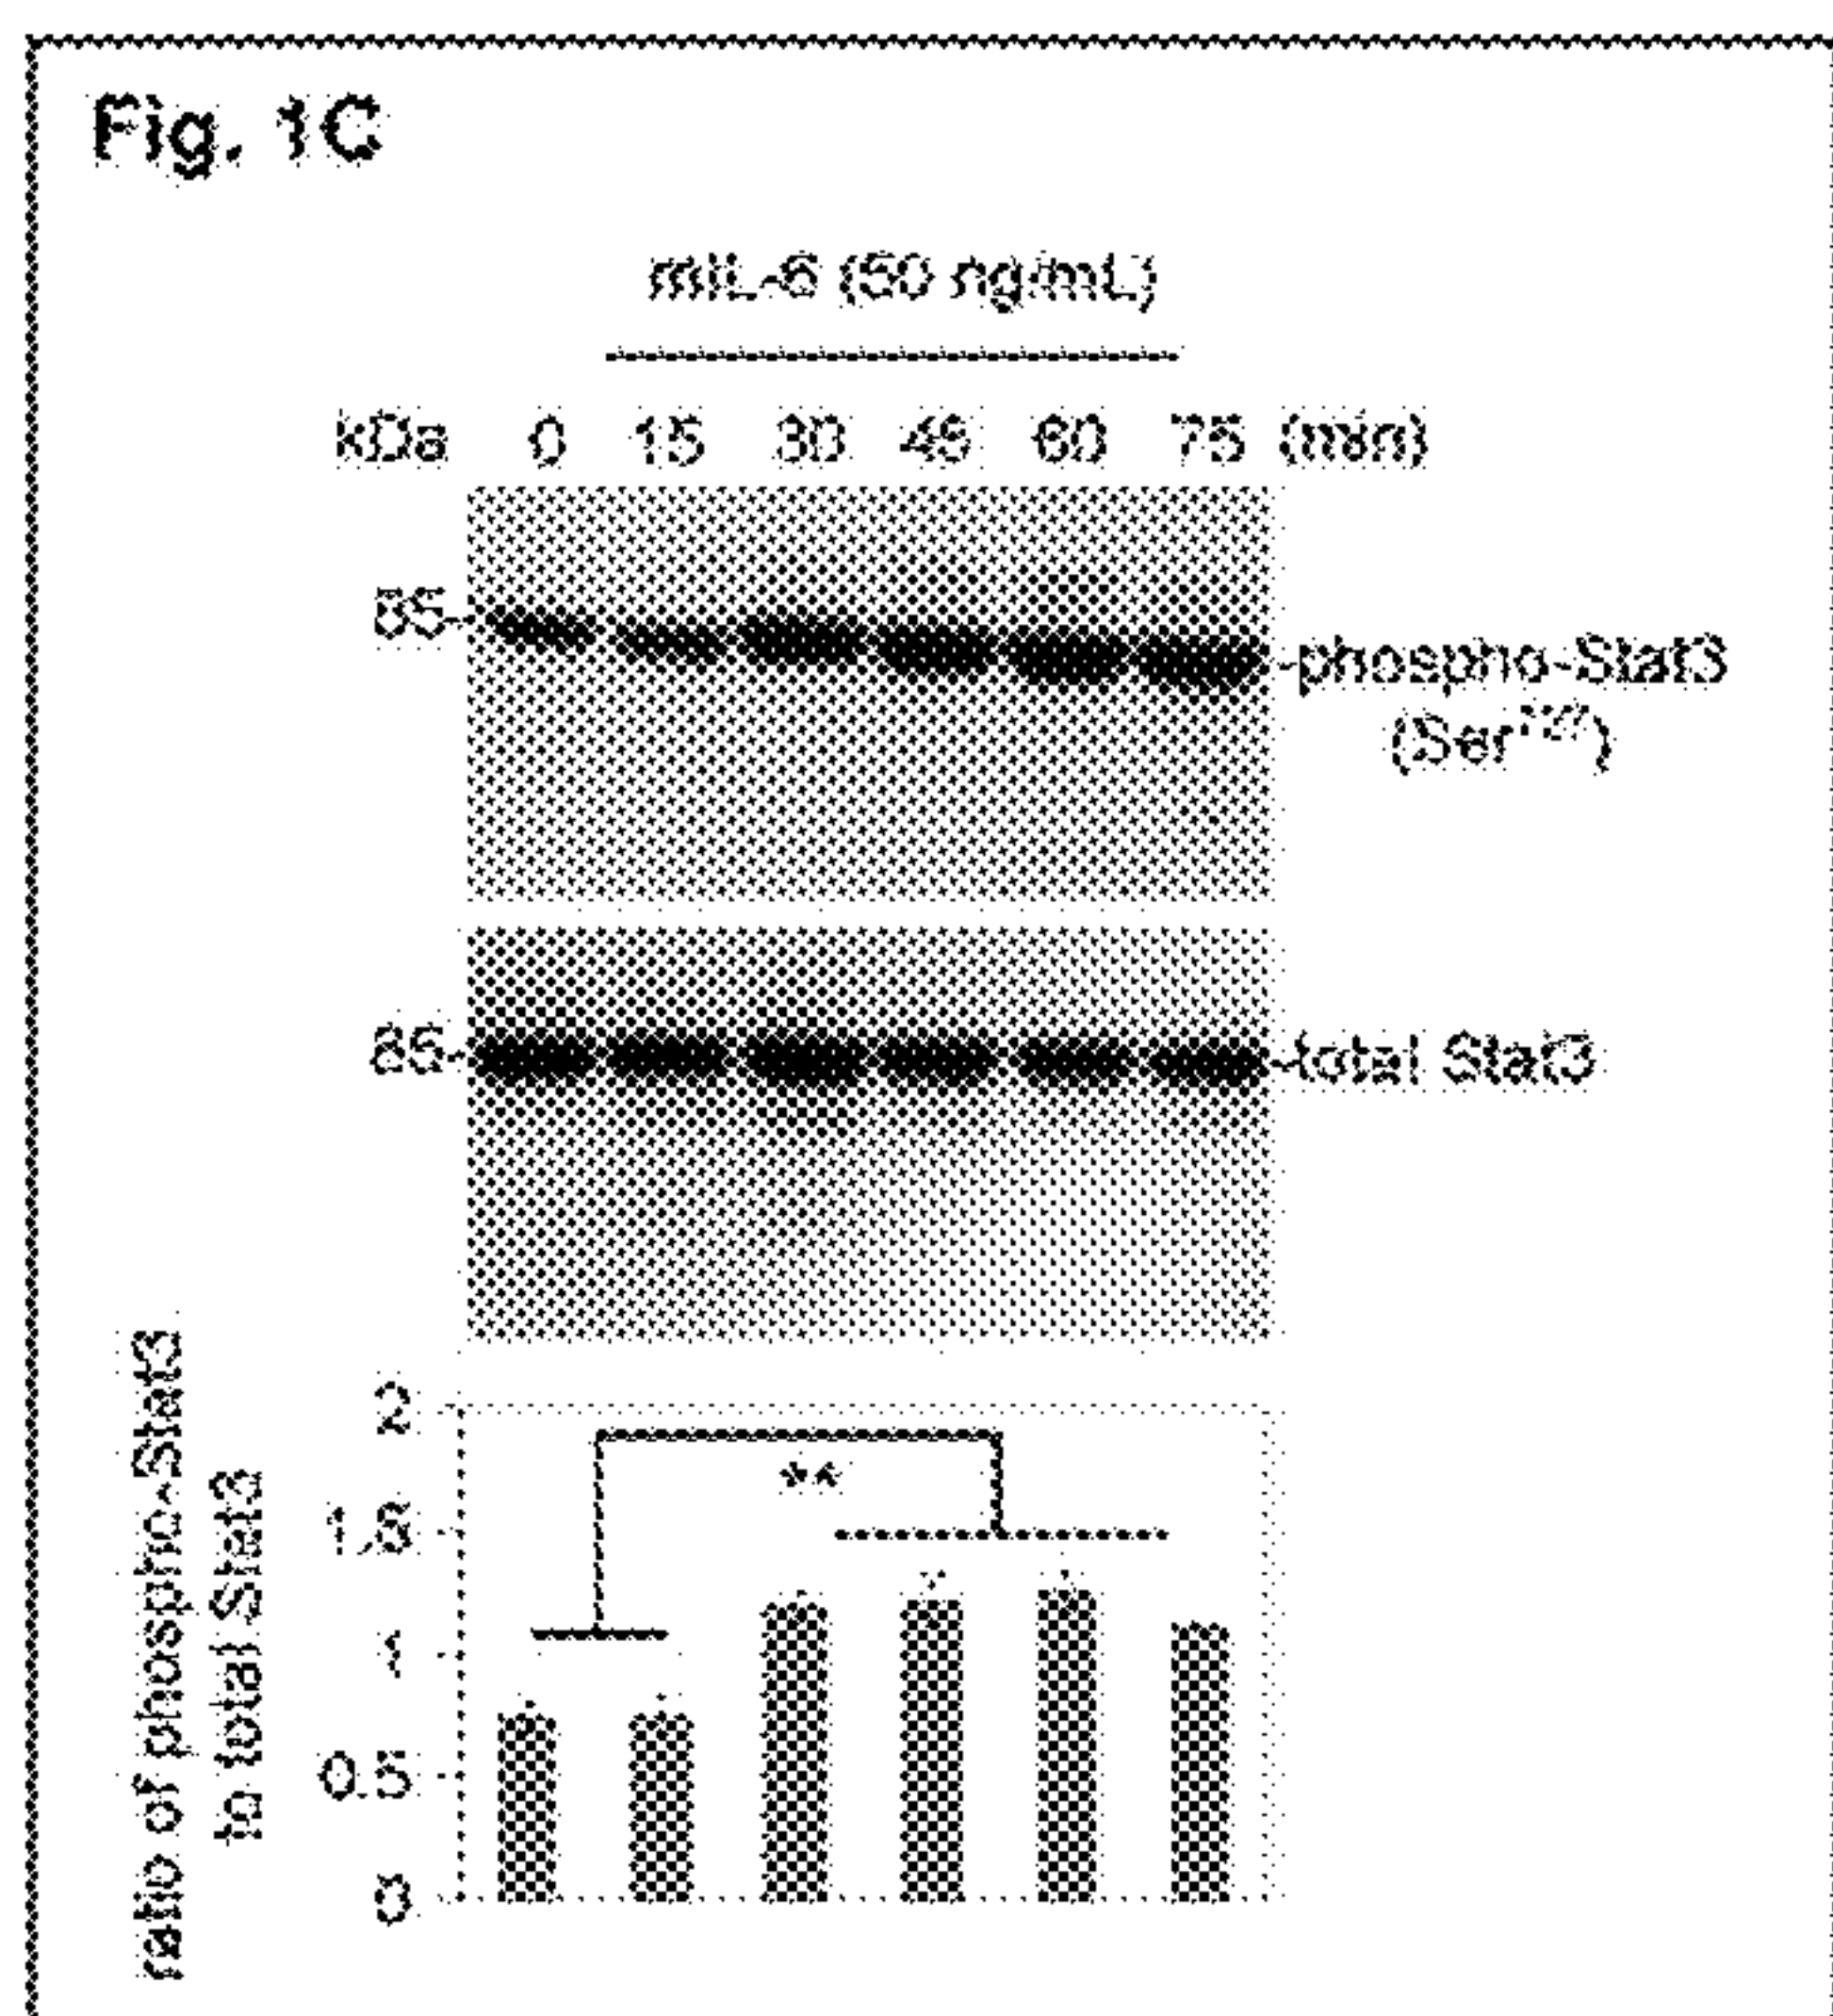 Fig. 1C
mIL-6 (50 ng/mL)
kDa 0 15 30 45 60 75 (min)
85
phospho-Stat3
(Ser)
85
total Stat3
ratio of phospho-Stat3
to total Stat3
2
**
1.5
1
0.5
0